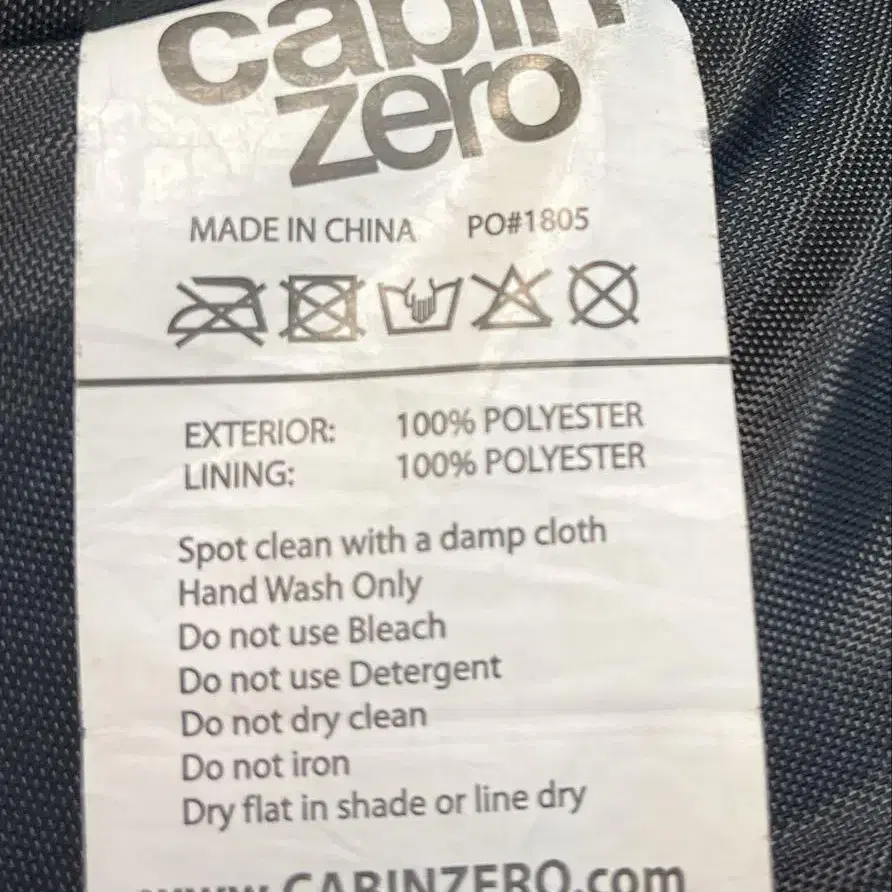 cabin
zero
MADE IN CHINA PO#1805
EXTERIOR: 100% POLYESTER
LINING: 100% POLYESTER
Spot clean with a damp cloth
Hand Wash Only
Do not use Bleach
Do not use Detergent
Do not dry clean
Do not iron
Dry flat in shade or line dry
www.CABINZERO.com